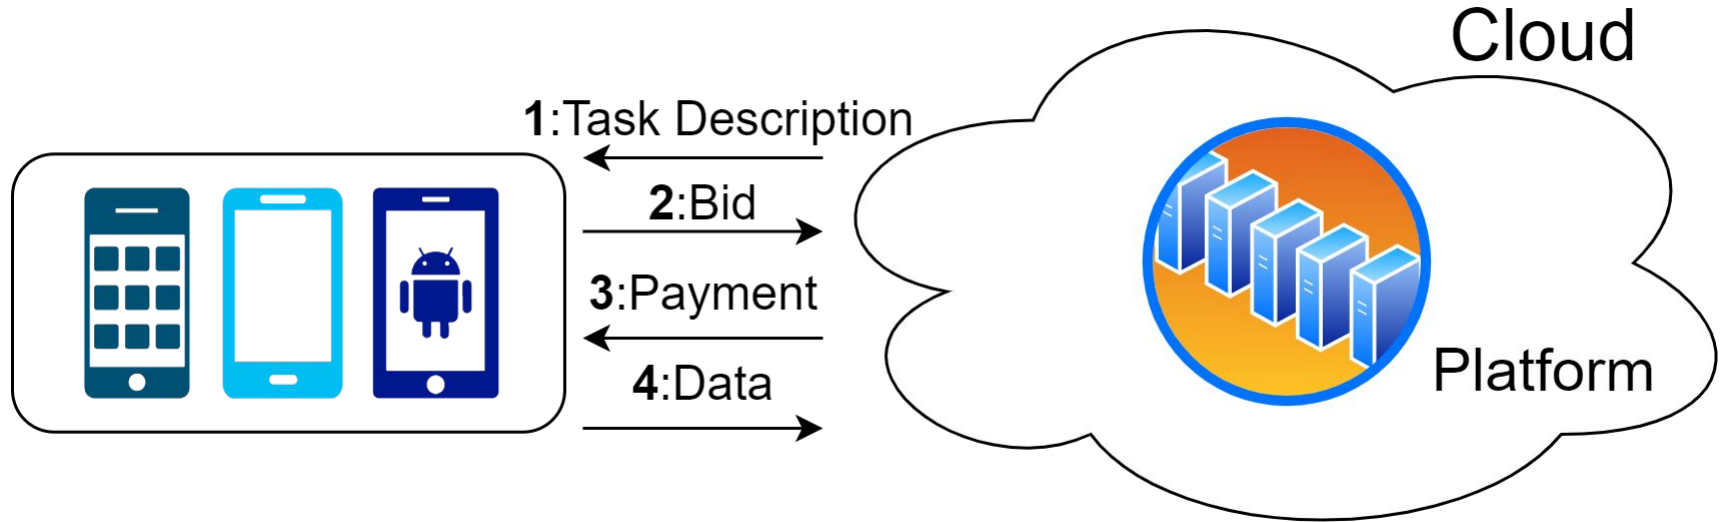 Cloud
1:Task Description
2:Bid
3:Payment
4:Data
Platform